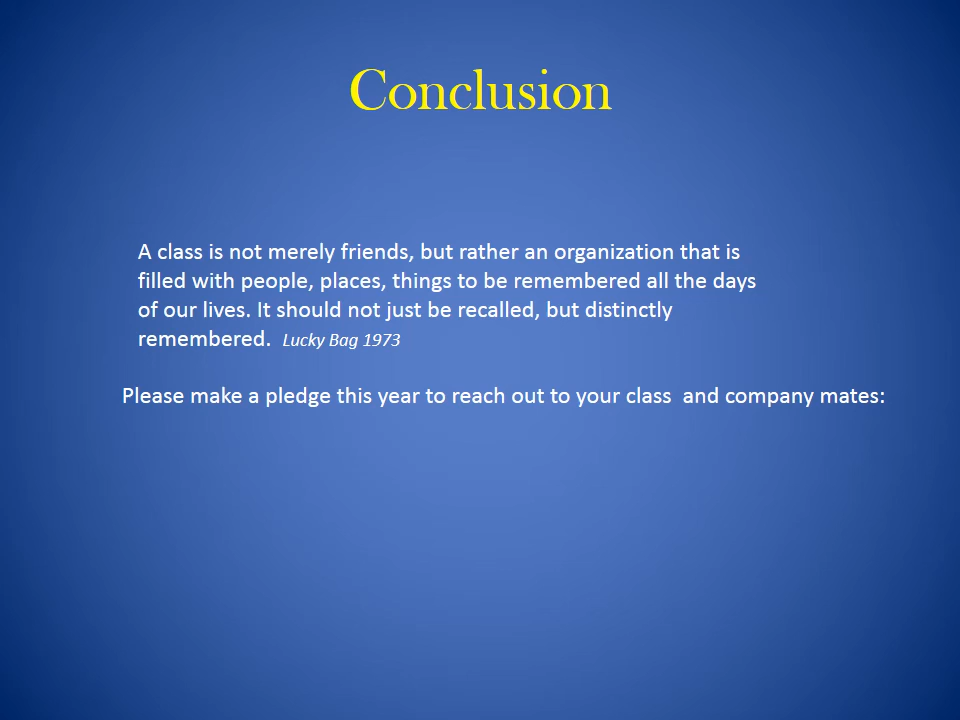 Conclusion
A class is not merely friends, but rather an organization that is
filled with people, places, things to be remembered all the days
of our lives. It should not just be recalled, but distinctly
remembered.  Lucky Bag 1973
Please make a pledge this year to reach out to your class  and company mates: